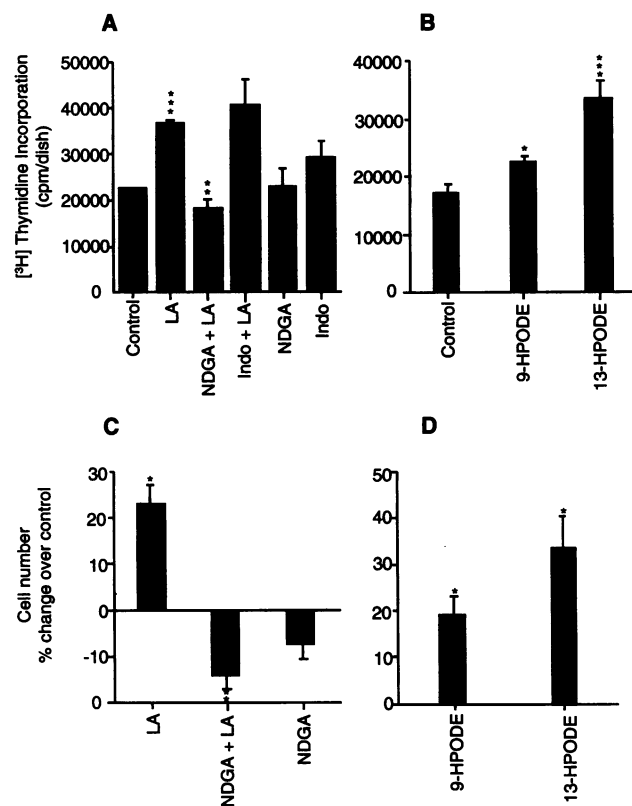 A
B
[³H] Thymidine Incorporation
(cpm/dish)
50000
40000
30000
20000
10000
0
***
**
Control
LA
NDGA + LA
Indo + LA
NDGA
Indo
40000
30000
20000
10000
0
*
***
Control
9-HPODE
13-HPODE
C
D
Cell number
% change over control
30
20
10
0
-10
0
*
**
LA
NDGA + LA
NDGA
50
40
30
20
10
0
*
*
9-HPODE
13-HPODE